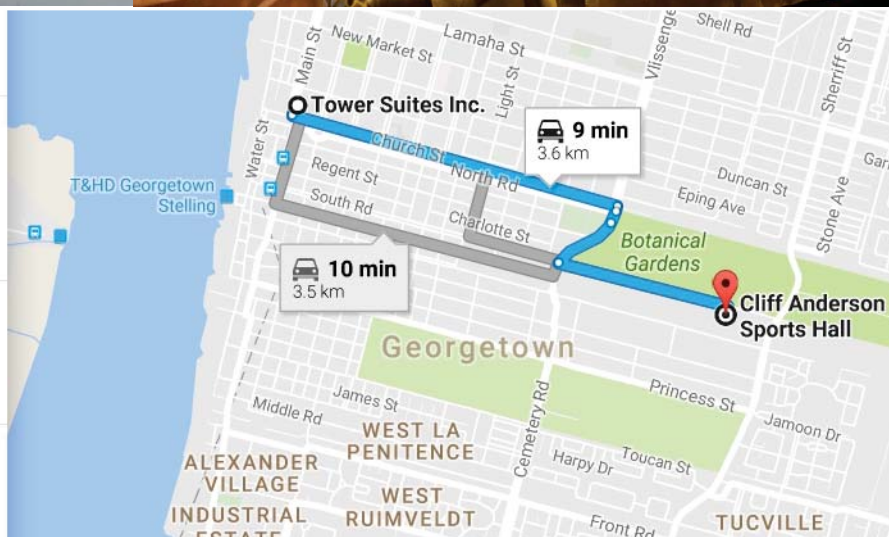 Shell Rd
New Market St
Lamaha St
Main St
Light St
Vlisseng
Sherriff St
Tower Suites Inc.
9 min
3.6 km
Church St
North Rd
Water St
Regent St
South Rd
Duncan St
Eping Ave
Gar
T&HD Georgetown
Stelling
Charlotte St
Stone Ave
Botanical
Gardens
10 min
3.5 km
Cliff Anderson
Sports Hall
Georgetown
Princess St
James St
Middle Rd
Cemetery Rd
Jamoon Dr
WEST LA
PENITENCE
Harpy Dr
Toucan St
ALEXANDER
VILLAGE
WEST
RUIMVELDT
INDUSTRIAL
ESTATE
Front Rd
TUCVILLE